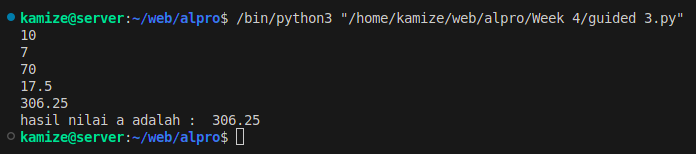 kamize@server:~/web/alpro$ /bin/python3 "/home/kamize/web/alpro/Week 4/guided 3.py"
10
7
70
17.5
306.25
hasil nilai a adalah :  306.25
kamize@server:~/web/alpro$